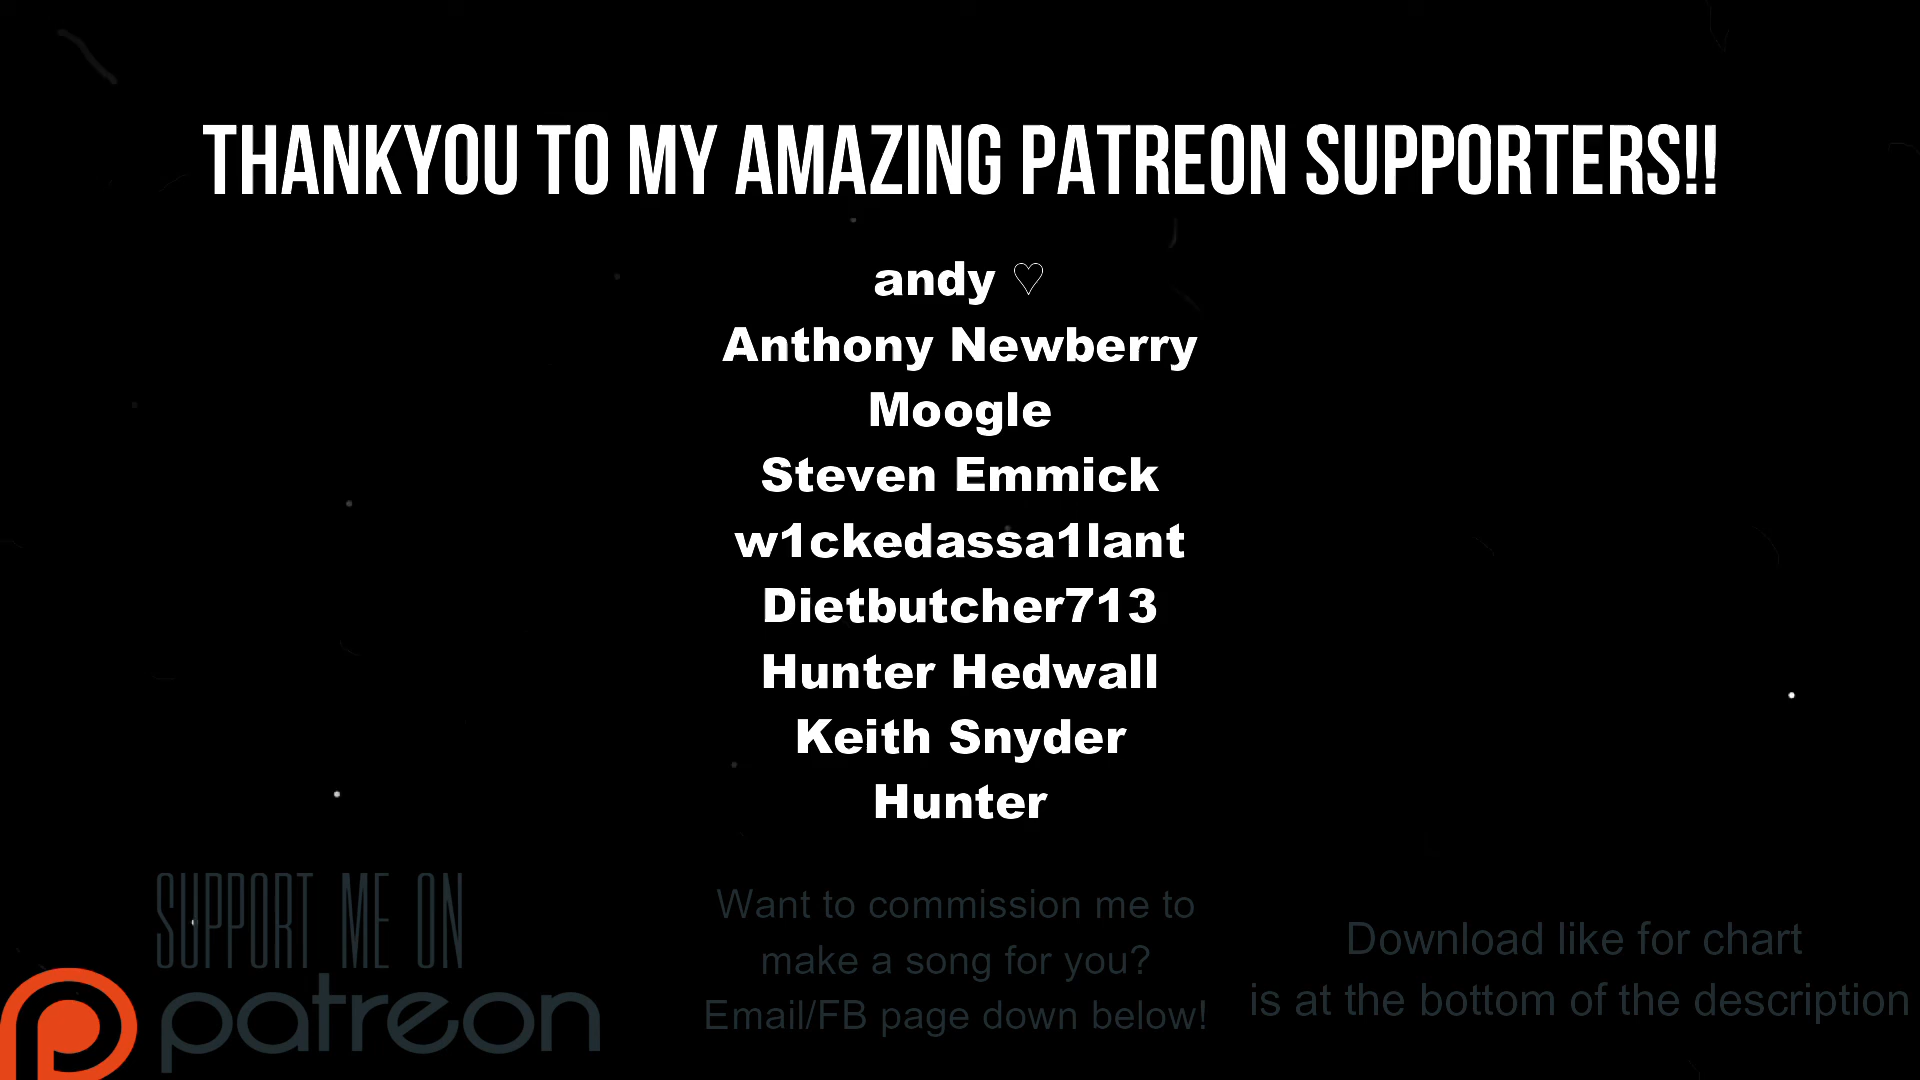 THANKYOU TO MY AMAZING PATREON SUPPORTERS!!
andy ♡
Anthony Newberry
Moogle
Steven Emmick
w1ckedassa1lant
Dietbutcher713
Hunter Hedwall
Keith Snyder
Hunter
SUPPORT ME ON
patreon
Want to commission me to
make a song for you?
Email/FB page down below!
Download like for chart
is at the bottom of the description